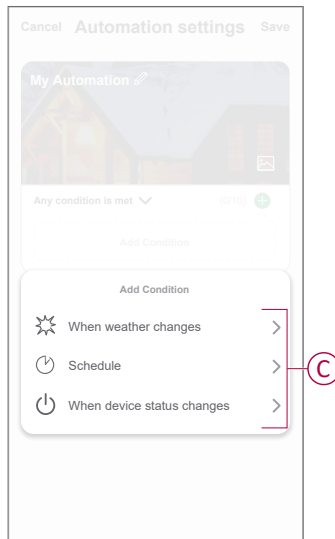 Cancel Automation settings Save
My Automation
Any condition is met
Add Condition
Add Condition
When weather changes
Schedule
C
When device status changes